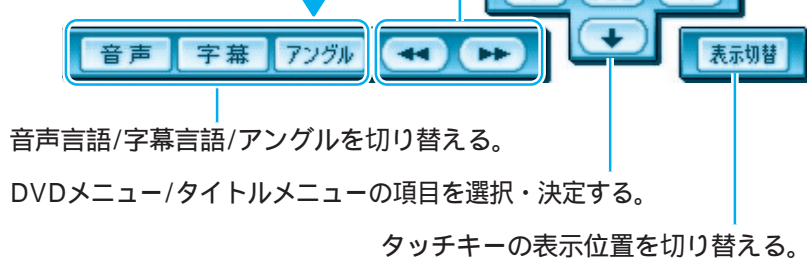 音声 字幕 アングル 表示切替
音声言語/字幕言語/アングルを切り替える。
DVDメニュー/タイトルメニューの項目を選択・決定する。
タッチキーの表示位置を切り替える。